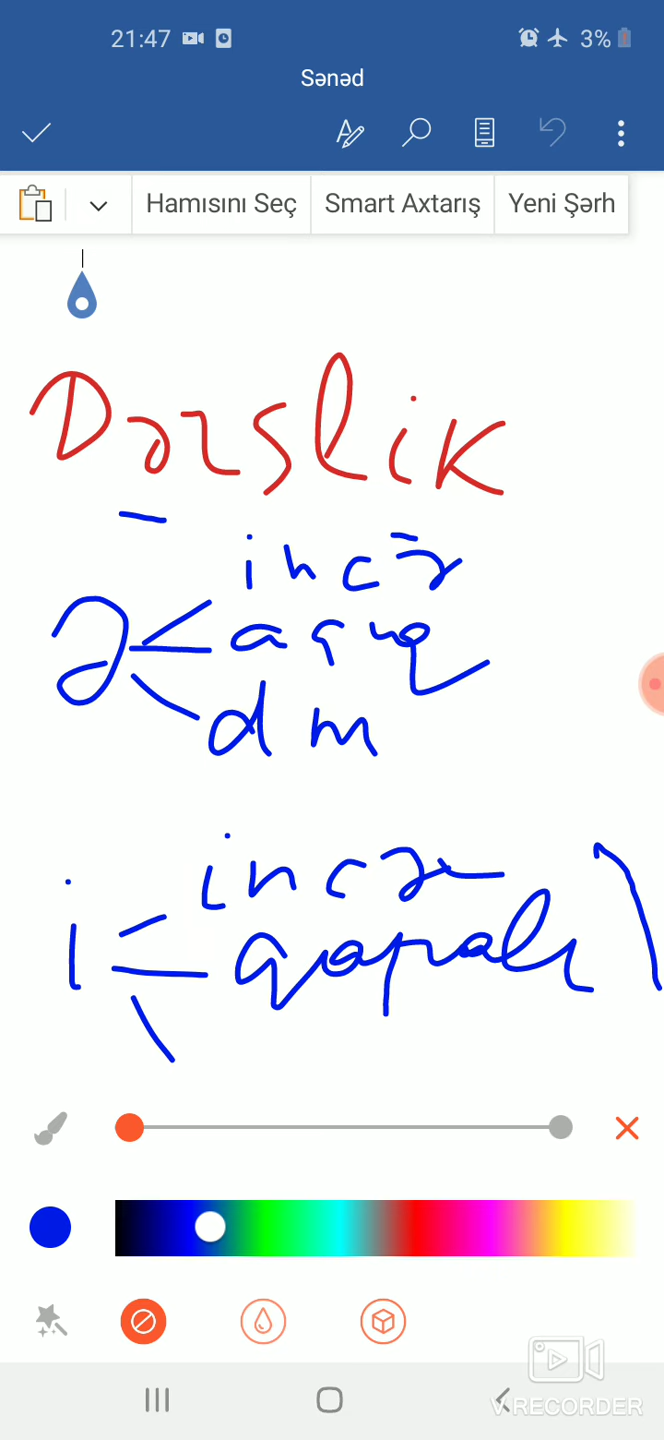 21:47 3%
Sənəd
Hamısını Seç Smart Axtarış Yeni Şərh
Dərslik
incə
ə açıq
dm
incə
i qapalı
V RECORDER